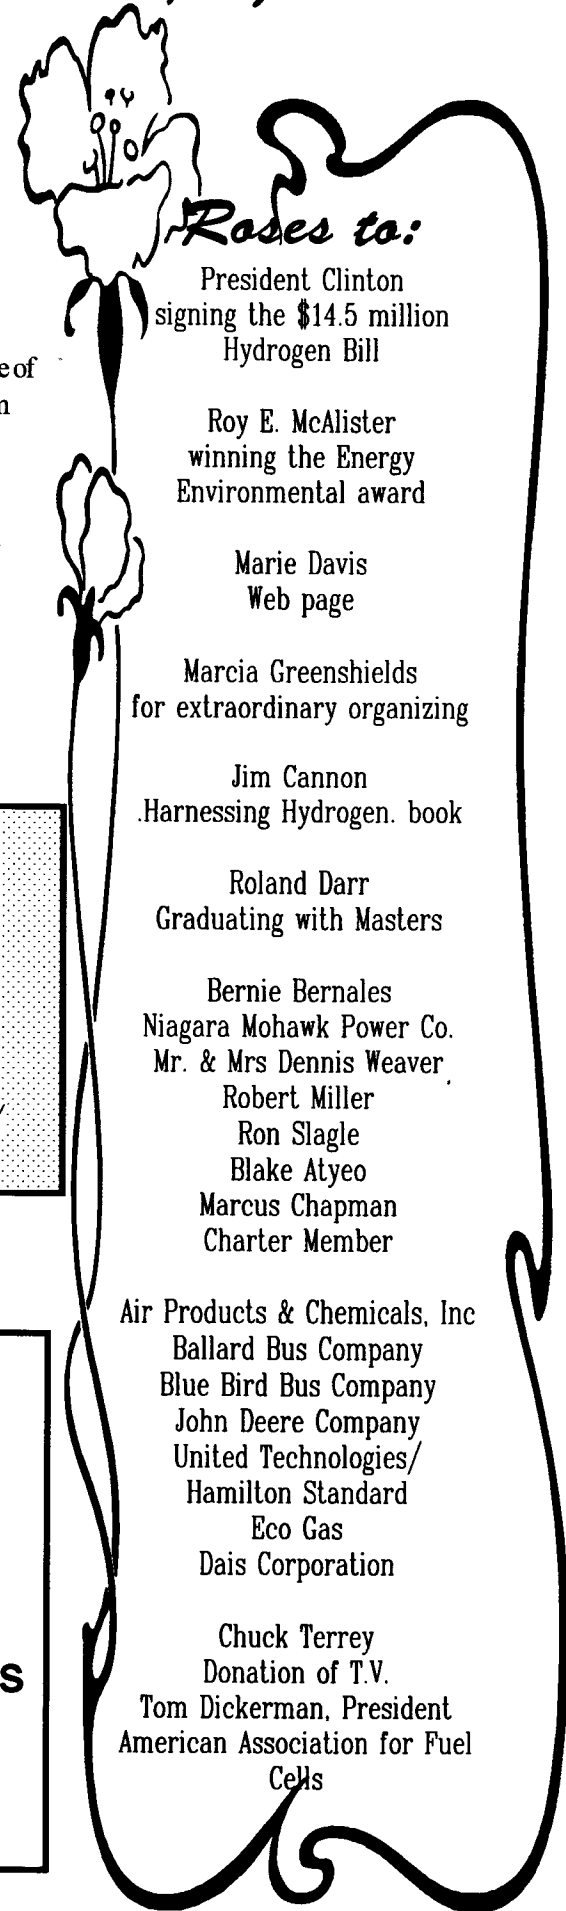 Roses to:
President Clinton
signing the $14.5 million
Hydrogen Bill
Roy E. McAlister
winning the Energy
Environmental award
Marie Davis
Web page
Marcia Greenshields
for extraordinary organizing
Jim Cannon
.Harnessing Hydrogen. book
Roland Darr
Graduating with Masters
Bernie Bernales
Niagara Mohawk Power Co.
Mr. & Mrs Dennis Weaver
Robert Miller
Ron Slagle
Blake Atyeo
Marcus Chapman
Charter Member
Air Products & Chemicals, Inc
Ballard Bus Company
Blue Bird Bus Company
John Deere Company
United Technologies/
Hamilton Standard
Eco Gas
Dais Corporation
Chuck Terrey
Donation of T.V.
Tom Dickerman, President
American Association for Fuel
Cells